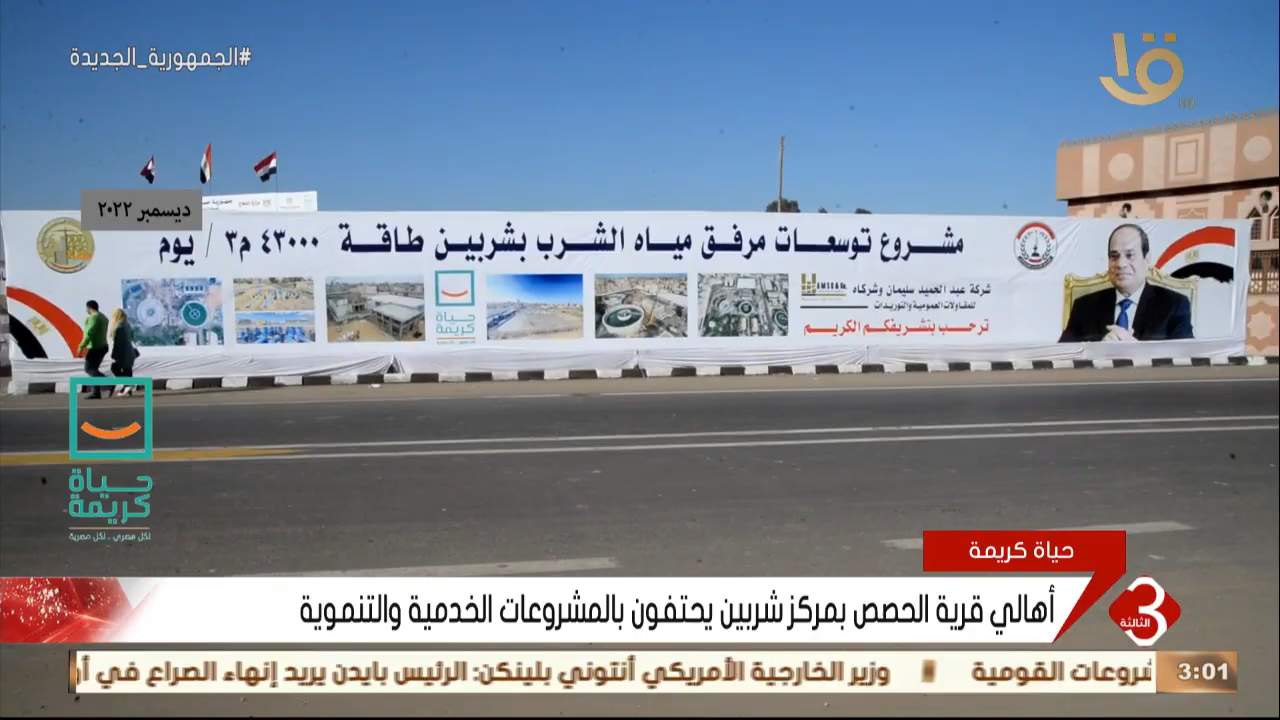 #الجمهورية_الجديدة
ديسمبر ٢٠٢٢
مشروع توسعات مرفق مياه الشرب بشربين طاقة ٤٣٠٠٠ م٣ / يوم
شركة عبد الحميد سليمان وشركاه
للمقاولات العمومية والتوريدات
ترحب بتشريفكم الكريم
حياة
كريمة
حياة
كريمة
لكل مصري .. لكل مصرية
حياة كريمة
أهالي قرية الحصص بمركز شربين يحتفون بالمشروعات الخدمية والتنموية
3 الثالثة
شروعات القومية
وزير الخارجية الأمريكي أنتوني بلينكن: الرئيس بايدن يريد إنهاء الصراع في أ
3:01